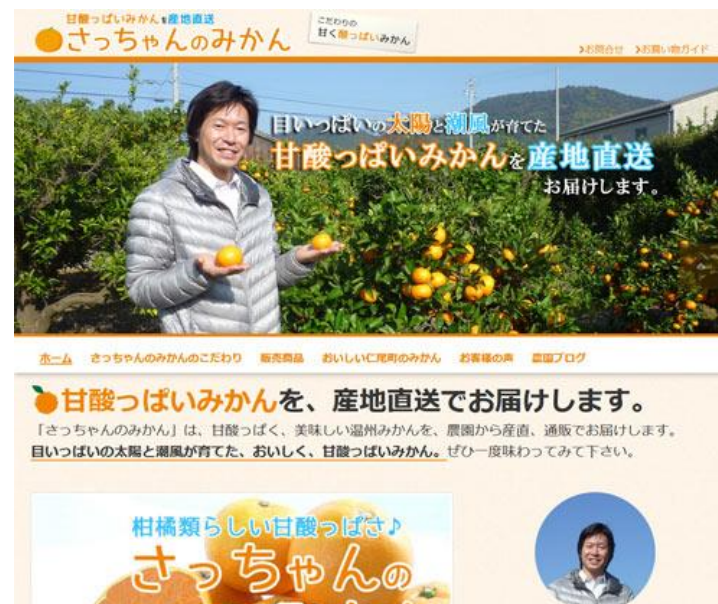 甘酸っぱいみかんを産地直送
さっちゃんのみかん
こだわりの
甘く酸っぱいみかん
お問合せ お買い物ガイド
目いっぱいの太陽と潮風が育てた
甘酸っぱいみかんを産地直送
お届けします。
ホーム さっちゃんのみかんのこだわり 販売商品 おいしい仁尾町のみかん お客様の声 農園ブログ
甘酸っぱいみかんを、産地直送でお届けします。
「さっちゃんのみかん」は、甘酸っぱく、美味しい温州みかんを、農園から産直、通販でお届けします。
目いっぱいの太陽と潮風が育てた、おいしく、甘酸っぱいみかん。ぜひ一度味わってみて下さい。
柑橘類らしい甘酸っぱさ♪
さっちゃんの